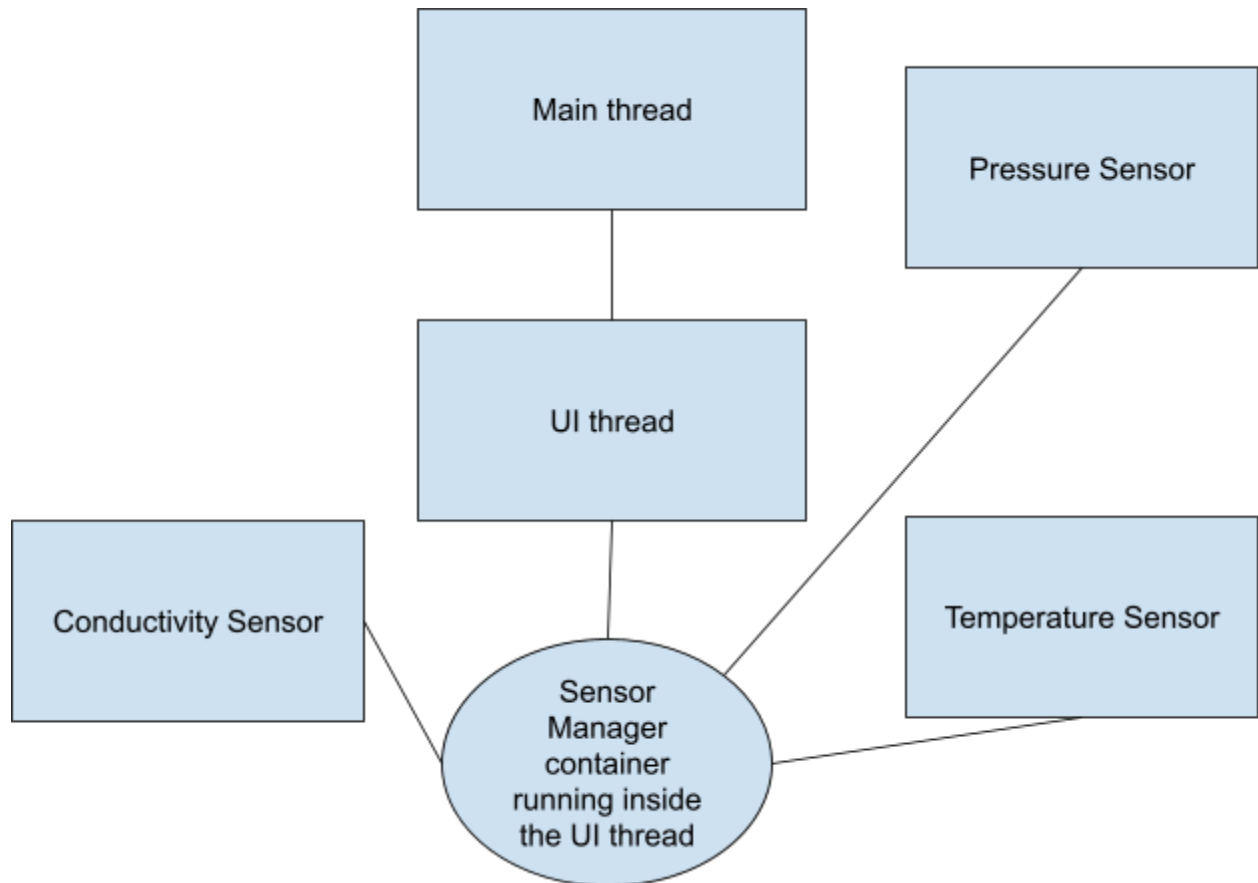 Main thread
Pressure Sensor
UI thread
Conductivity Sensor
Temperature Sensor
Sensor
Manager
container
running inside
the UI thread